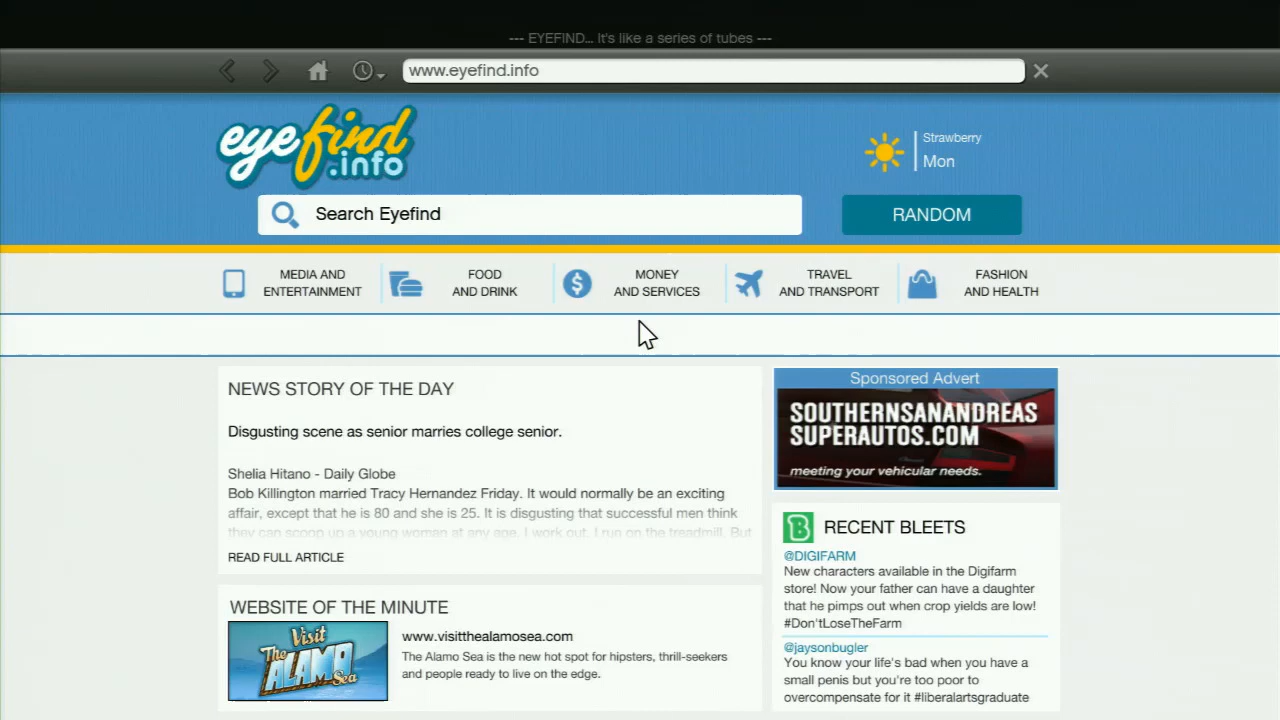 --- EYEFIND... It's like a series of tubes ---
www.eyefind.info
eyefind
.info
Strawberry
Mon
Search Eyefind
RANDOM
MEDIA AND
ENTERTAINMENT
FOOD
AND DRINK
MONEY
AND SERVICES
TRAVEL
AND TRANSPORT
FASHION
AND HEALTH
NEWS STORY OF THE DAY
Disgusting scene as senior marries college senior.
Shelia Hitano - Daily Globe
Bob Killington married Tracy Hernandez Friday. It would normally be an exciting
affair, except that he is 80 and she is 25. It is disgusting that successful men think
they can scoop up a young woman at any age. I work out. I run on the treadmill. But
READ FULL ARTICLE
WEBSITE OF THE MINUTE
Visit
The
ALAMO
Sea
www.visitthealamosea.com
The Alamo Sea is the new hot spot for hipsters, thrill-seekers
and people ready to live on the edge.
Sponsored Advert
SOUTHERNSANANDREAS
SUPERAUTOS.COM
meeting your vehicular needs.
B
RECENT BLEETS
@DIGIFARM
New characters available in the Digifarm
store! Now your father can have a daughter
that he pimps out when crop yields are low!
#Don'tLoseTheFarm
@jaysonbugler
You know your life's bad when you have a
small penis but you're too poor to
overcompensate for it #liberalartsgraduate